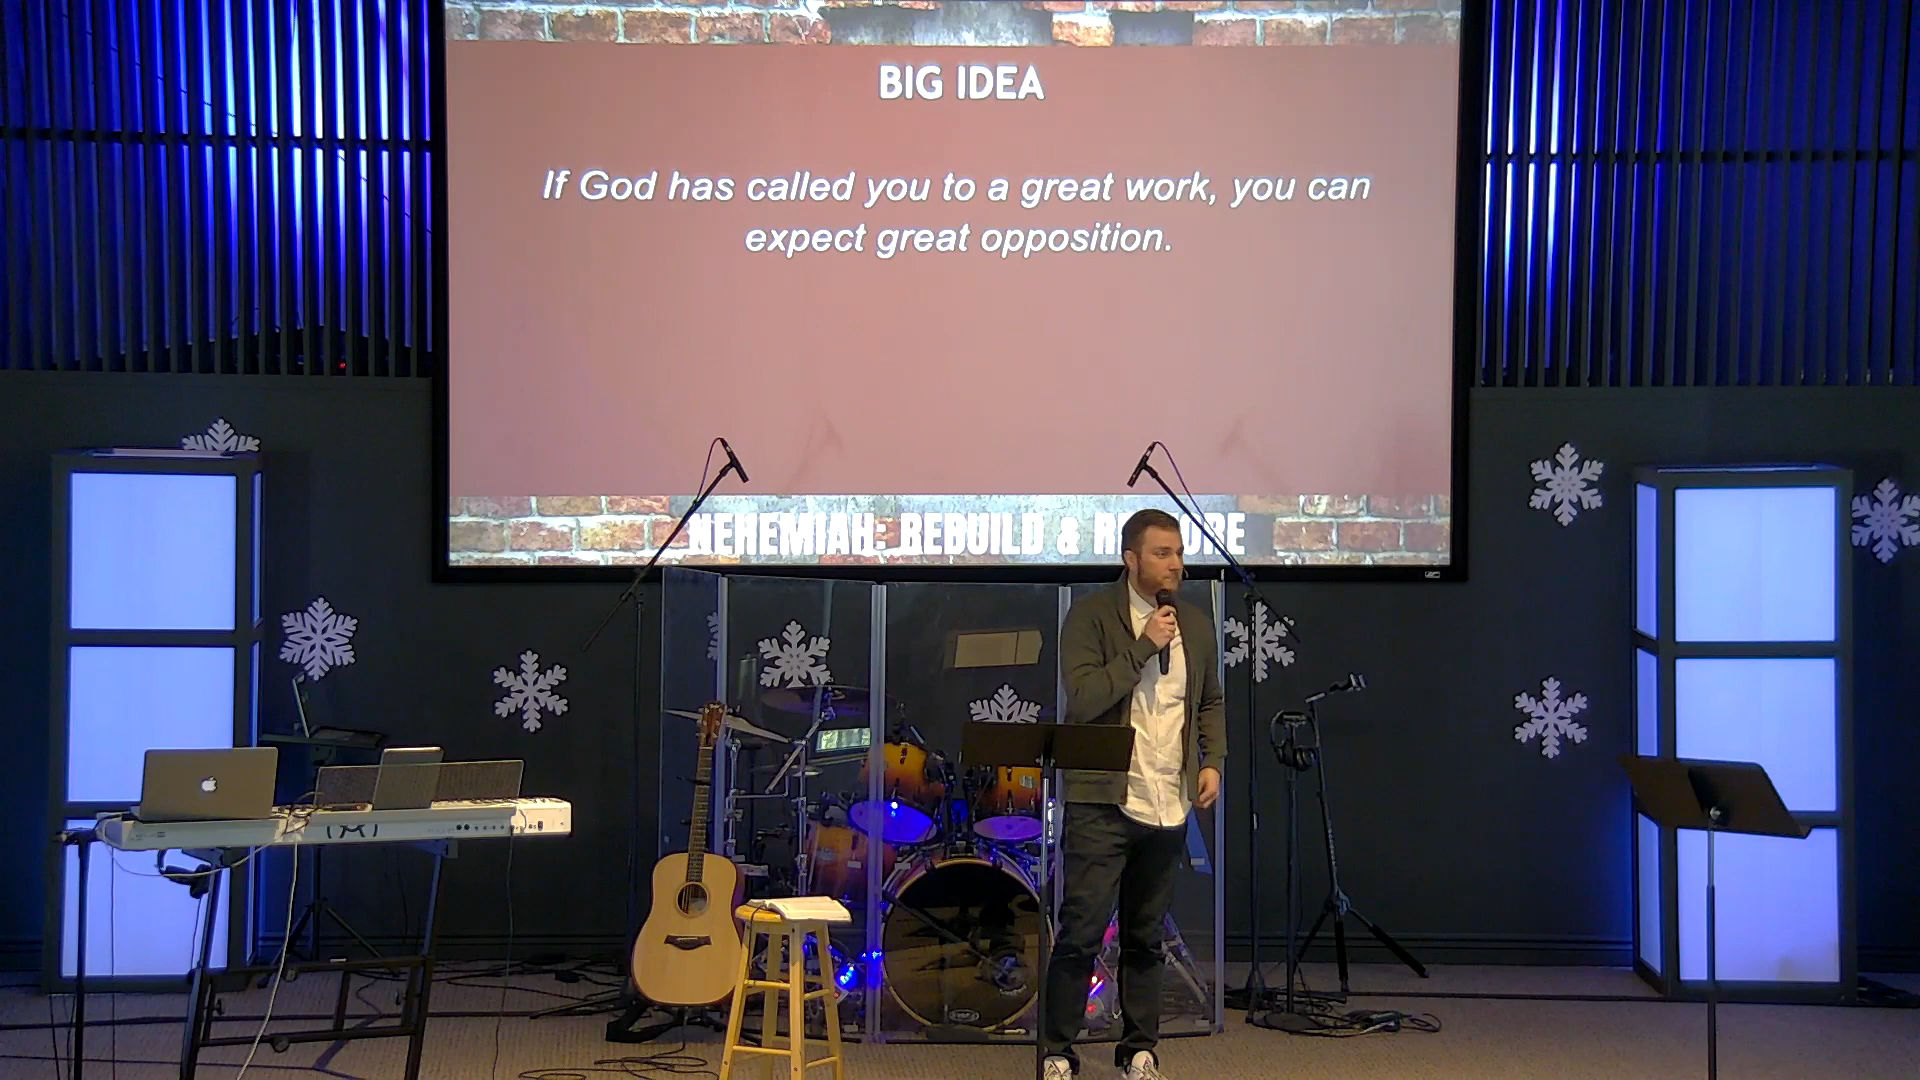 BIG IDEA
If God has called you to a great work, you can
expect great opposition.
NEHEMIAH: REBUILD &